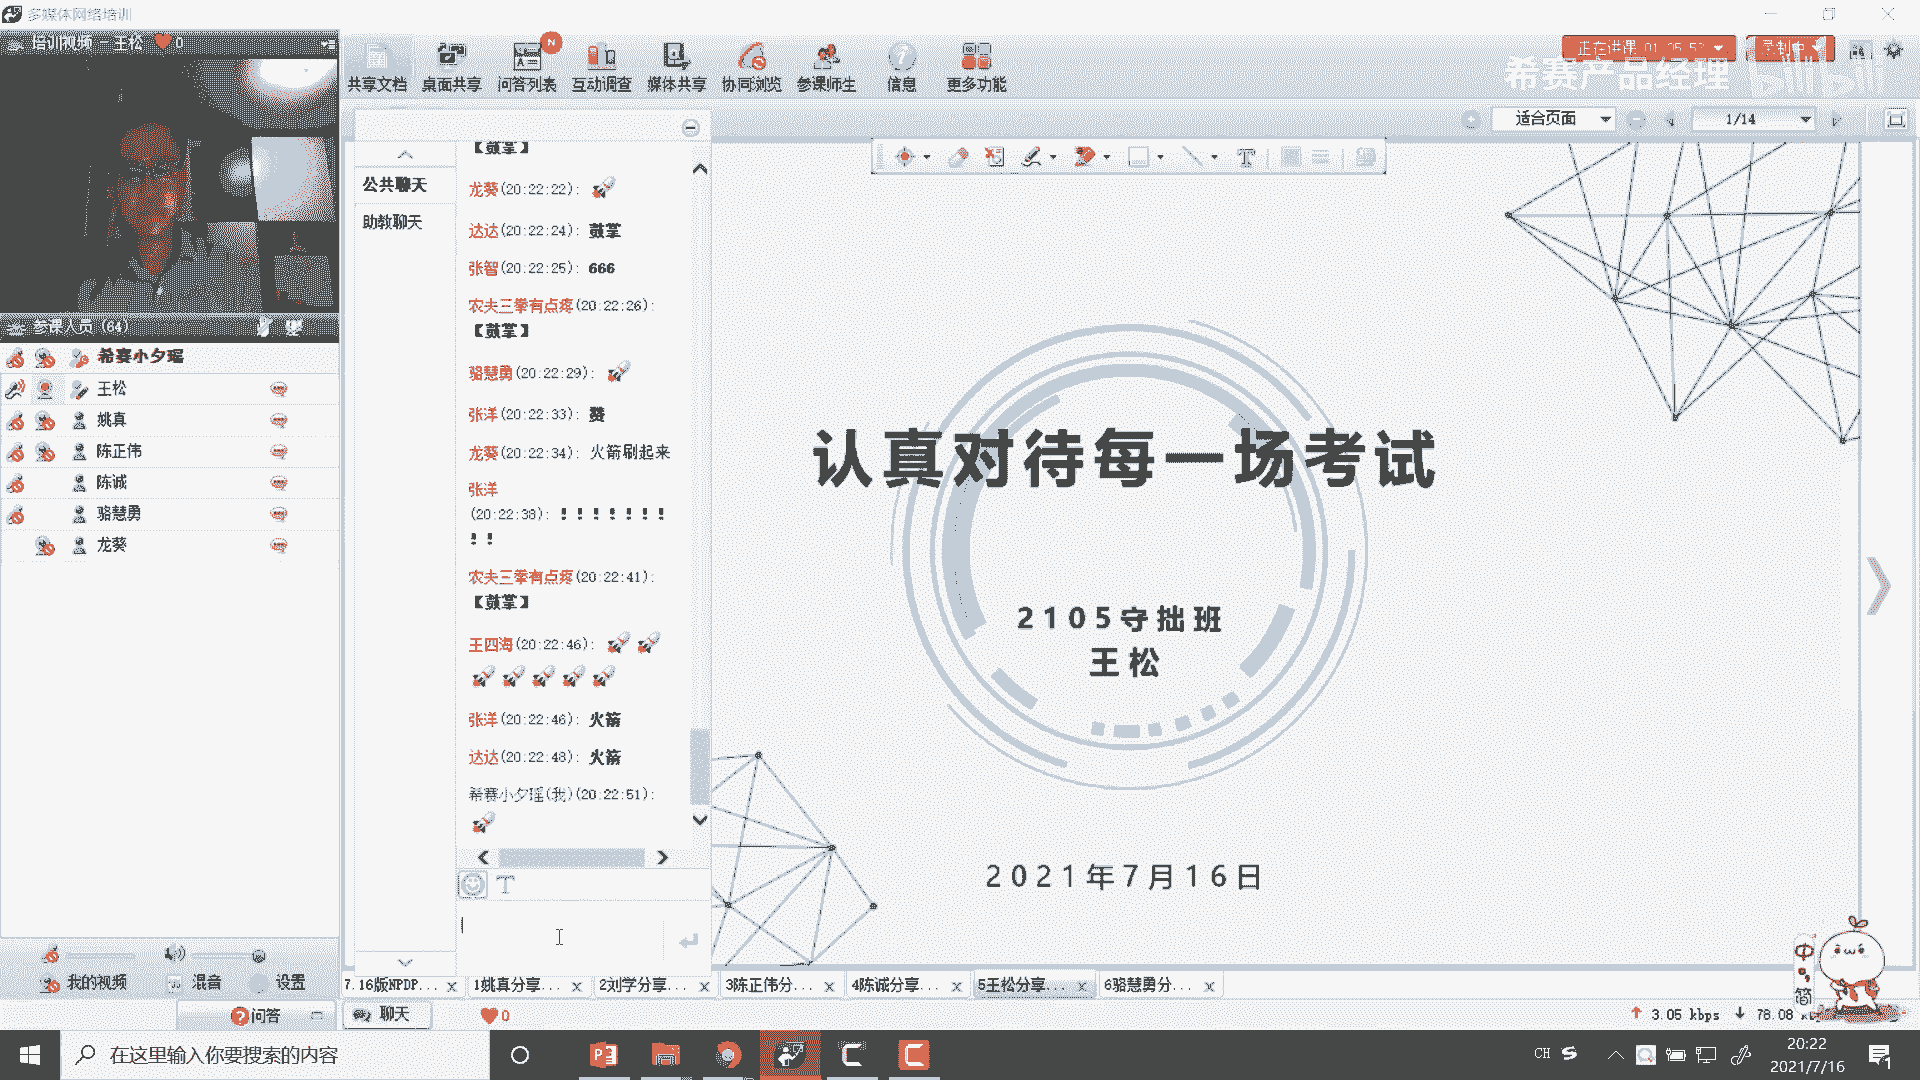 多媒体网络培训
培训视频 - 王松 0
共享文档 桌面共享 问答列表 互动调查 媒体共享 协同浏览 参课师生 信息 更多功能
N
正在讲课
录制中
希赛产品经理 bilibili
适合页面
1/14
公共聊天
助教聊天
【鼓掌】
龙葵(20:22:22):
达达(20:22:24): 鼓掌
张智(20:22:25): 666
农夫三拳有点疼(20:22:26):
【鼓掌】
骆慧勇(20:22:29):
张洋(20:22:33): 赞
龙葵(20:22:34): 火箭刷起来
张洋
(20:22:38): ！！！！！！！
！！
农夫三拳有点疼(20:22:41):
【鼓掌】
王四海(20:22:46):
张洋(20:22:46): 火箭
达达(20:22:48): 火箭
希赛小夕瑶(我)(20:22:51):
参课人员 (64)
希赛小夕瑶
王松
姚真
陈正伟
陈诚
骆慧勇
龙葵
认真对待每一场考试
2105守拙班
王松
2021年7月16日
我的视频 混音 设置
问答
聊天
0
7.16版NPDP... × 1姚真分享... × 2刘学分享... × 3陈正伟分... × 4陈诚分享... × 5王松分享... × 6骆慧勇分... ×
中
简
3.05 kbps
78.08
在这里输入你要搜索的内容
CH
20:22
2021/7/16